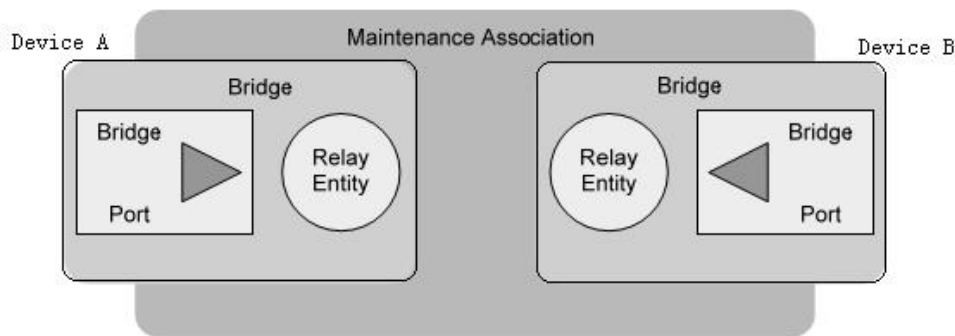 Maintenance Association
Device A
Device B
Bridge
Bridge
Port
Relay
Entity
Bridge
Relay
Entity
Bridge
Port